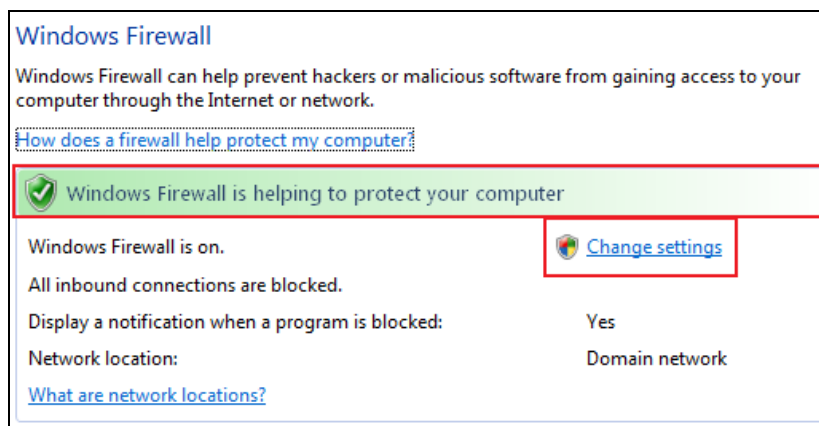 Windows Firewall
Windows Firewall can help prevent hackers or malicious software from gaining access to your
computer through the Internet or network.
How does a firewall help protect my computer?
Windows Firewall is helping to protect your computer
Windows Firewall is on. Change settings
All inbound connections are blocked.
Display a notification when a program is blocked: Yes
Network location: Domain network
What are network locations?